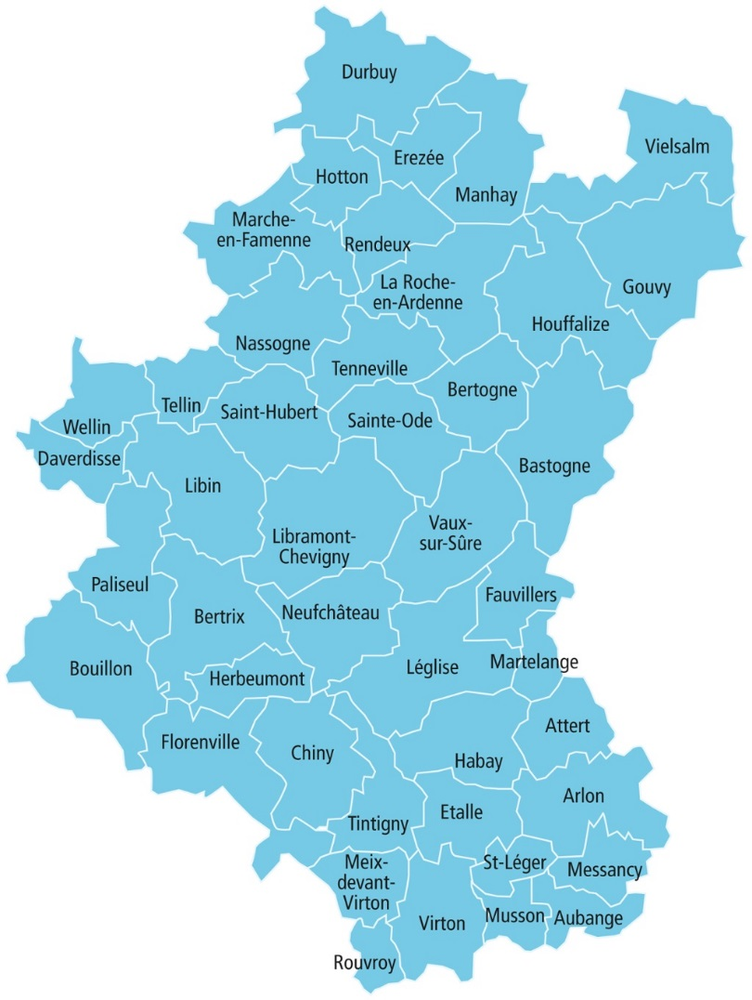 Durbuy
Vielsalm
Erezée
Hotton
Manhay
Marche-
en-Famenne
Rendeux
La Roche-
en-Ardenne
Gouvy
Houffalize
Nassogne
Tenneville
Bertogne
Tellin
Saint-Hubert
Sainte-Ode
Wellin
Daverdisse
Bastogne
Libin
Vaux-
sur-Sûre
Libramont-
Chevigny
Paliseul
Fauvillers
Neufchâteau
Bertrix
Martelange
Léglise
Bouillon
Herbeumont
Attert
Florenville
Chiny
Habay
Arlon
Etalle
Tintigny
St-Léger
Messancy
Meix-
devant-
Virton
Musson
Aubange
Virton
Rouvroy